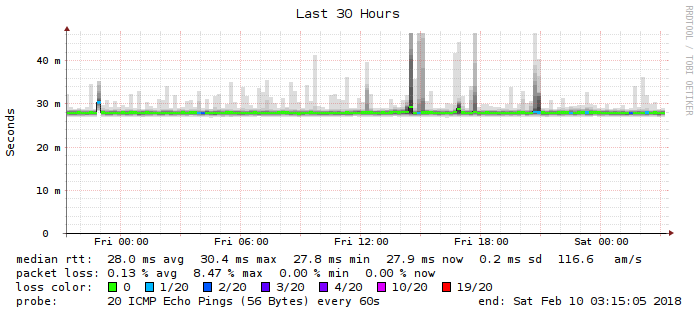 Last 30 Hours
RRDTOOL / TOBI OETIKER
Seconds
40 m
30 m
20 m
10 m
0
Fri 00:00 Fri 06:00 Fri 12:00 Fri 18:00 Sat 00:00
median rtt: 28.0 ms avg 30.4 ms max 27.8 ms min 27.9 ms now 0.2 ms sd 116.6 am/s
packet loss: 0.13 % avg 8.47 % max 0.00 % min 0.00 % now
loss color: 0 1/20 2/20 3/20 4/20 10/20 19/20
probe: 20 ICMP Echo Pings (56 Bytes) every 60s end: Sat Feb 10 03:15:05 2018